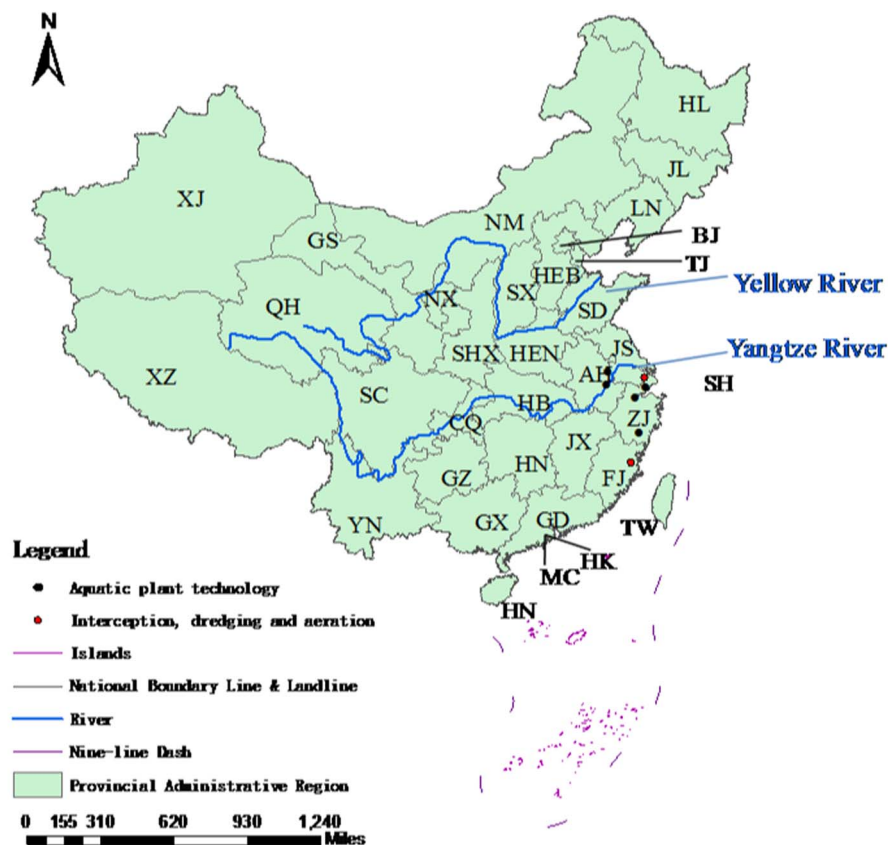 N
HL
JL
XJ
LN
NM
BJ
GS
TJ
HEB
NX
SX
Yellow River
QH
SD
JS
Yangtze River
SHX
HEN
XZ
AH
SH
SC
HB
CQ
ZJ
JX
HN
GZ
FJ
YN
GX
GD
TW
HK
MC
HN
Legend
Aquatic plant technology
Interception, dredging and aeration
Islands
National Boundary Line & Landline
River
Nine-line Dash
Provincial Administrative Region
0 155 310 620 930 1,240
Miles